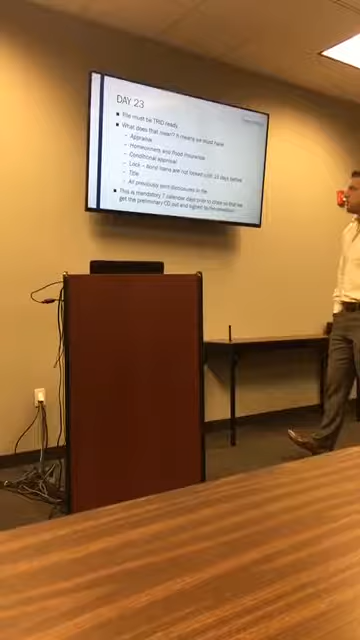 DAY 23
File must be TRID ready
What does that mean? It means we must have:
– Appraisal
– Homeowners and flood insurance
– Conditional approval
– Lock – loans are not locked until 15 days before
– Title
– All previously sent disclosures in file
This is mandatory 7 calendar days prior to close so that we
get the preliminary CD out and signed